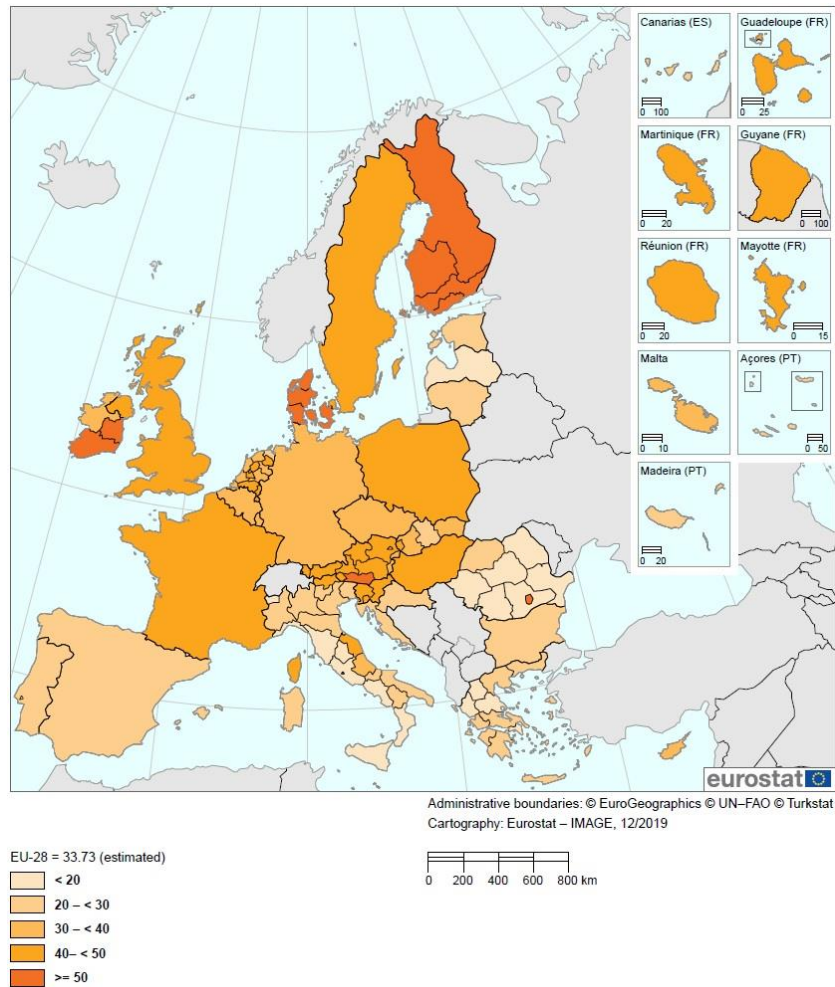 Canarias (ES)
0 100
Guadeloupe (FR)
0 25
Martinique (FR)
0 20
Guyane (FR)
0 100
Réunion (FR)
0 20
Mayotte (FR)
0 15
Malta
0 10
Açores (PT)
0 50
Madeira (PT)
0 20
eurostat
Administrative boundaries: © EuroGeographics © UN–FAO © Turkstat
Cartography: Eurostat – IMAGE, 12/2019
EU-28 = 33.73 (estimated)
< 20
20 – < 30
30 – < 40
40– < 50
>= 50
0 200 400 600 800 km